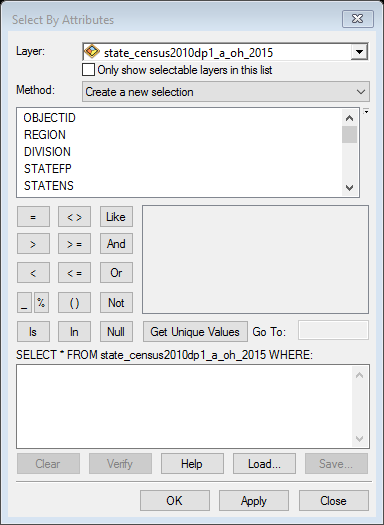 Select By Attributes
Layer: state_census2010dp1_a_oh_2015
Only show selectable layers in this list
Method: Create a new selection
OBJECTID
REGION
DIVISION
STATEFP
STATENS
= < > Like
> > = And
< < = Or
_ % ( ) Not
Is In Null Get Unique Values Go To:
SELECT * FROM state_census2010dp1_a_oh_2015 WHERE:
Clear Verify Help Load... Save...
OK Apply Close